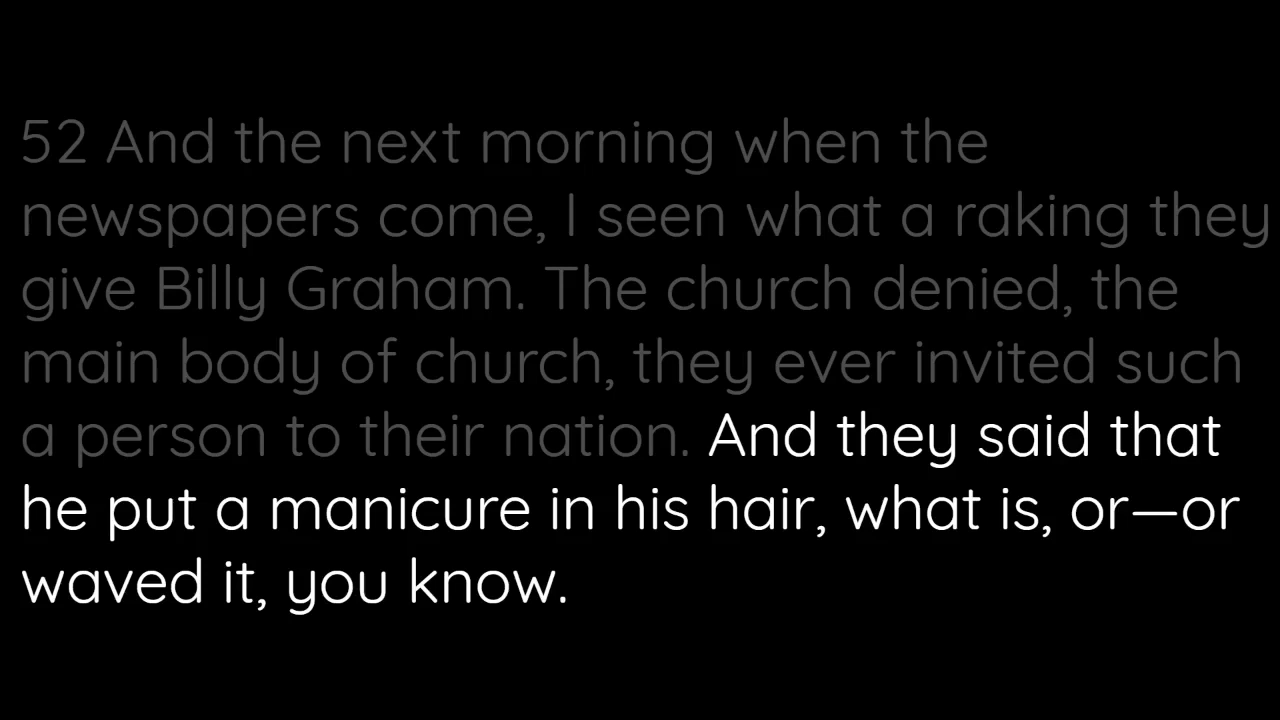 52 And the next morning when the
newspapers come, I seen what a raking they
give Billy Graham. The church denied, the
main body of church, they ever invited such
a person to their nation. And they said that
he put a manicure in his hair, what is, or—or
waved it, you know.